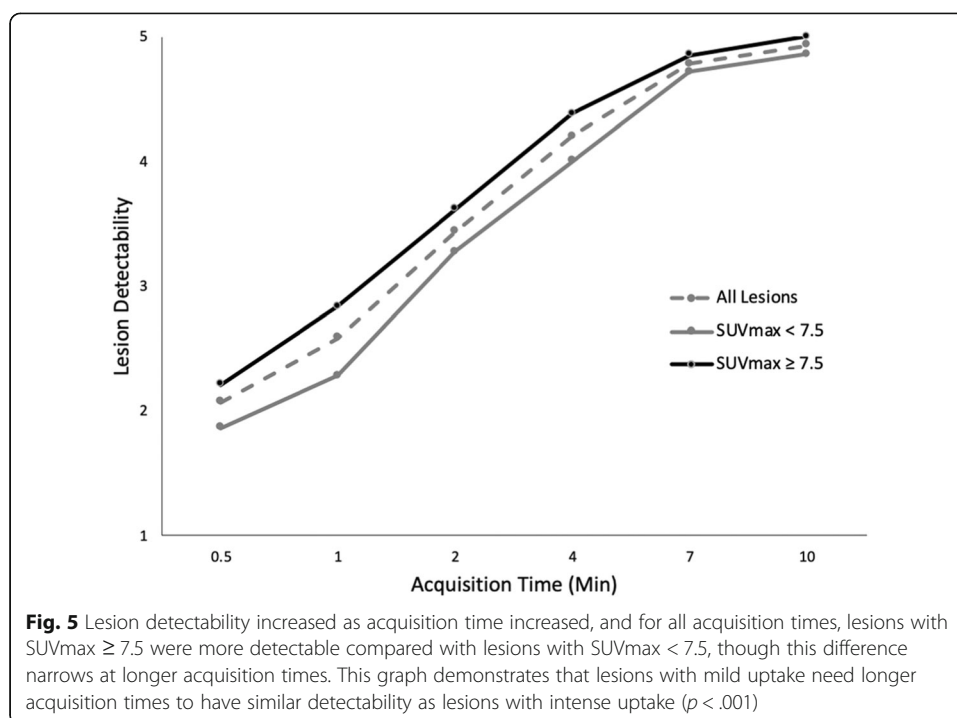 5
4
3
2
1
Lesion Detectability
All Lesions
SUVmax < 7.5
SUVmax ≥ 7.5
0.5 1 2 4 7 10
Acquisition Time (Min)
Fig. 5 Lesion detectability increased as acquisition time increased, and for all acquisition times, lesions with
SUVmax ≥ 7.5 were more detectable compared with lesions with SUVmax < 7.5, though this difference
narrows at longer acquisition times. This graph demonstrates that lesions with mild uptake need longer
acquisition times to have similar detectability as lesions with intense uptake (p < .001)